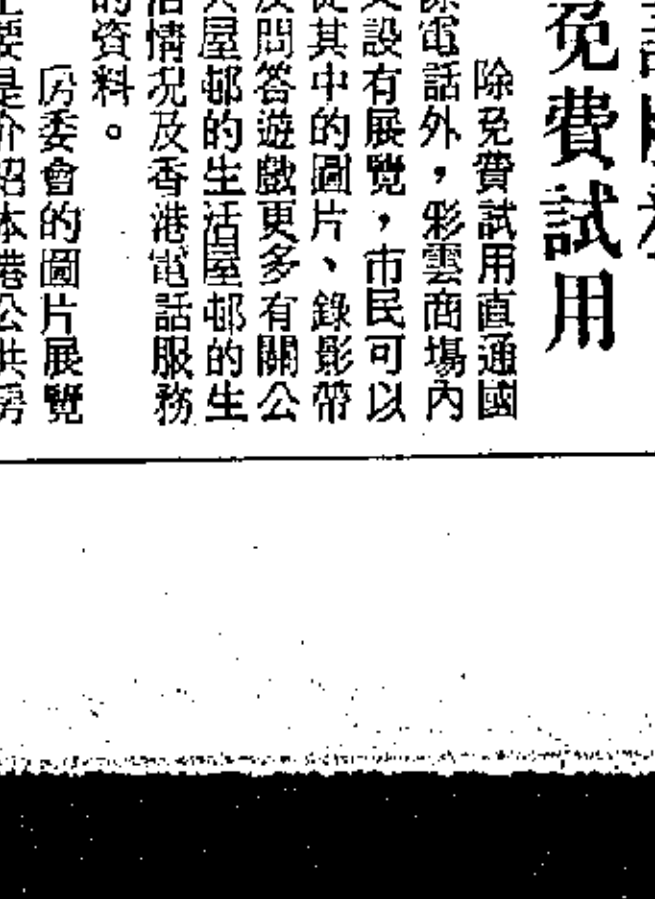 免費試用
除免費試用直通國
際電話外，彩雲商場內
又設有展覽，市民可以
從其中的圖片、錄影帶
及問答遊戲更多有關公
共屋邨的生活屋邨的生
活情況及香港電話服務
的資料。
房委會的圖片展覽
主要是介紹本港公共房